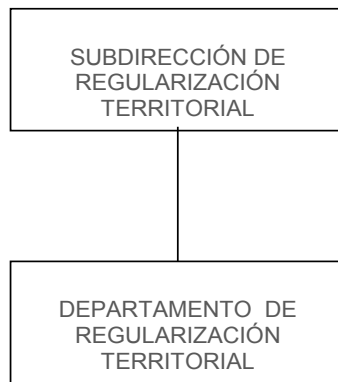 SUBDIRECCIÓN DE
REGULARIZACIÓN
TERRITORIAL
DEPARTAMENTO DE
REGULARIZACIÓN
TERRITORIAL